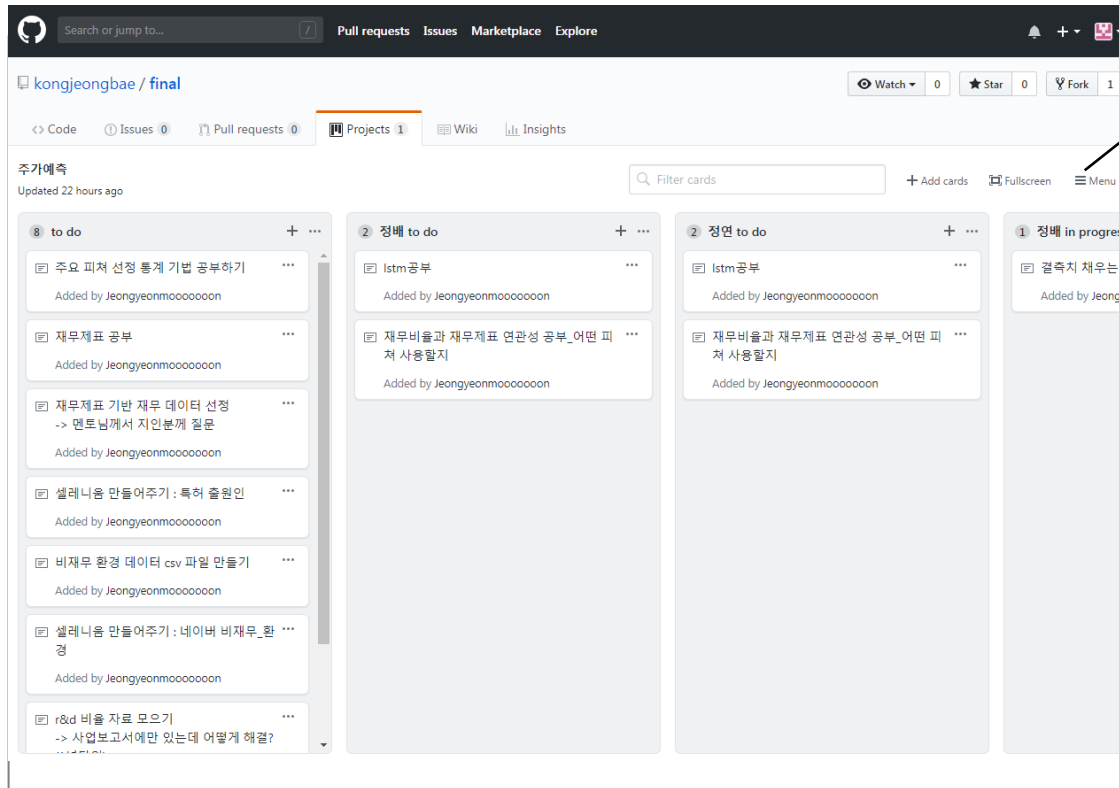 Search or jump to... /
Pull requests Issues Marketplace Explore
kongjeongbae / final
Watch 0 Star 0 Fork 1
Code Issues 0 Pull requests 0 Projects 1 Wiki Insights
주가예측
Updated 22 hours ago
Filter cards
Add cards Fullscreen Menu
8 to do
주요 피쳐 선정 통계 기법 공부하기
Added by Jeongyeonmooooooon
재무제표 공부
Added by Jeongyeonmooooooon
재무제표 기반 재무 데이터 선정
-> 멘토님께서 지인분께 질문
Added by Jeongyeonmooooooon
셀레니움 만들어주기 : 특허 출원인
Added by Jeongyeonmooooooon
비재무 환경 데이터 csv 파일 만들기
Added by Jeongyeonmooooooon
셀레니움 만들어주기 : 네이버 비재무_환
경
Added by Jeongyeonmooooooon
r&d 비율 자료 모으기
-> 사업보고서에만 있는데 어떻게 해결?
2 정배 to do
lstm공부
Added by Jeongyeonmooooooon
재무비율과 재무제표 연관성 공부_어떤 피
쳐 사용할지
Added by Jeongyeonmooooooon
2 정연 to do
lstm공부
Added by Jeongyeonmooooooon
재무비율과 재무제표 연관성 공부_어떤 피
쳐 사용할지
Added by Jeongyeonmooooooon
1 정배 in progres
결측치 채우는
Added by Jeong